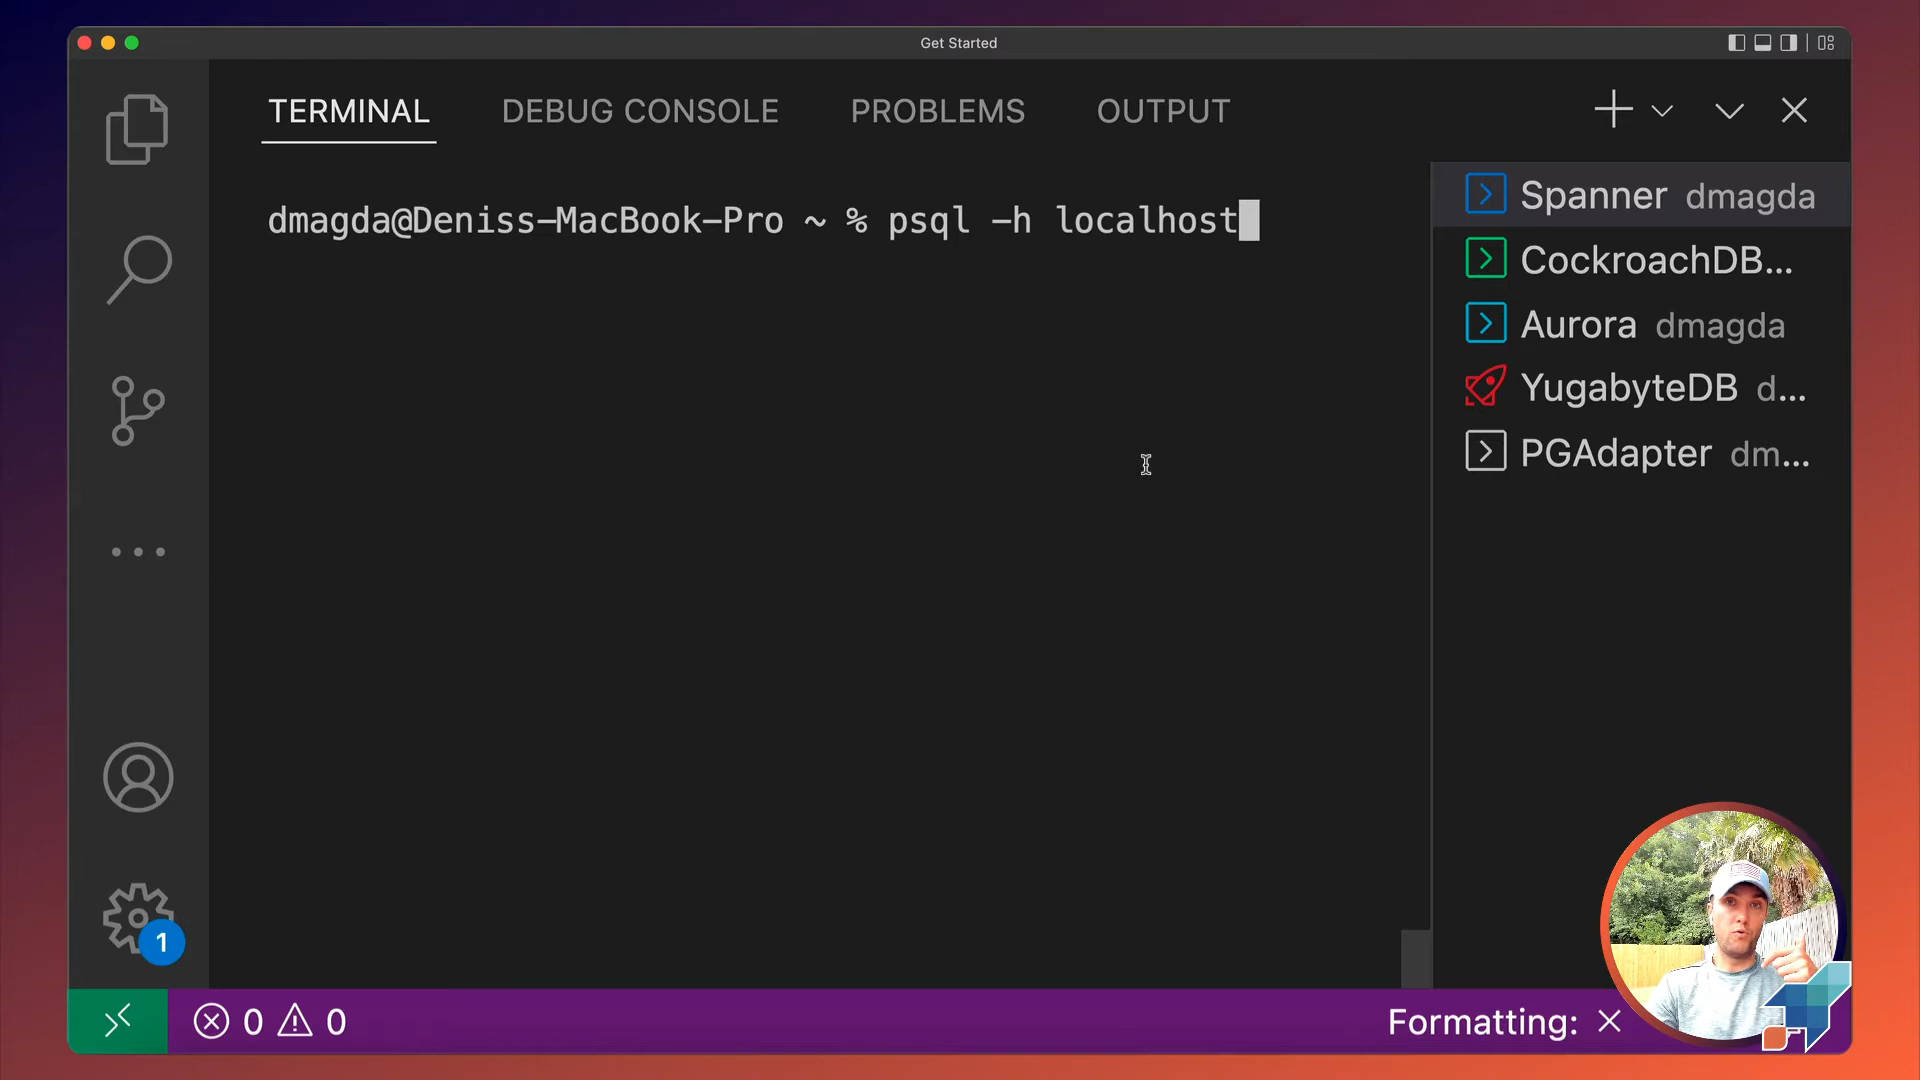 Get Started
TERMINAL DEBUG CONSOLE PROBLEMS OUTPUT
dmagda@Deniss-MacBook-Pro ~ % psql -h localhost
Spanner dmagda
CockroachDB...
Aurora dmagda
YugabyteDB d...
PGAdapter dm...
1
0 0
Formatting: